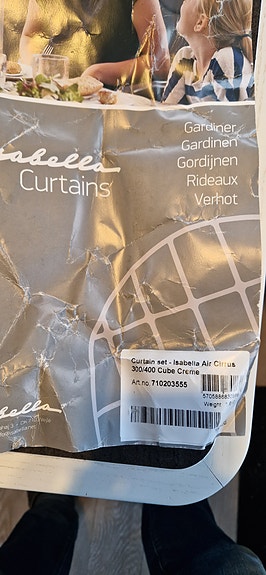 Gardiner
Gardinen
Gordijnen
Rideaux
Verhot
Isabella
Curtains
Curtain set - Isabella Air Cirrus
300/400 Cube Creme
Art.no. 710203555
Weight
Isabella